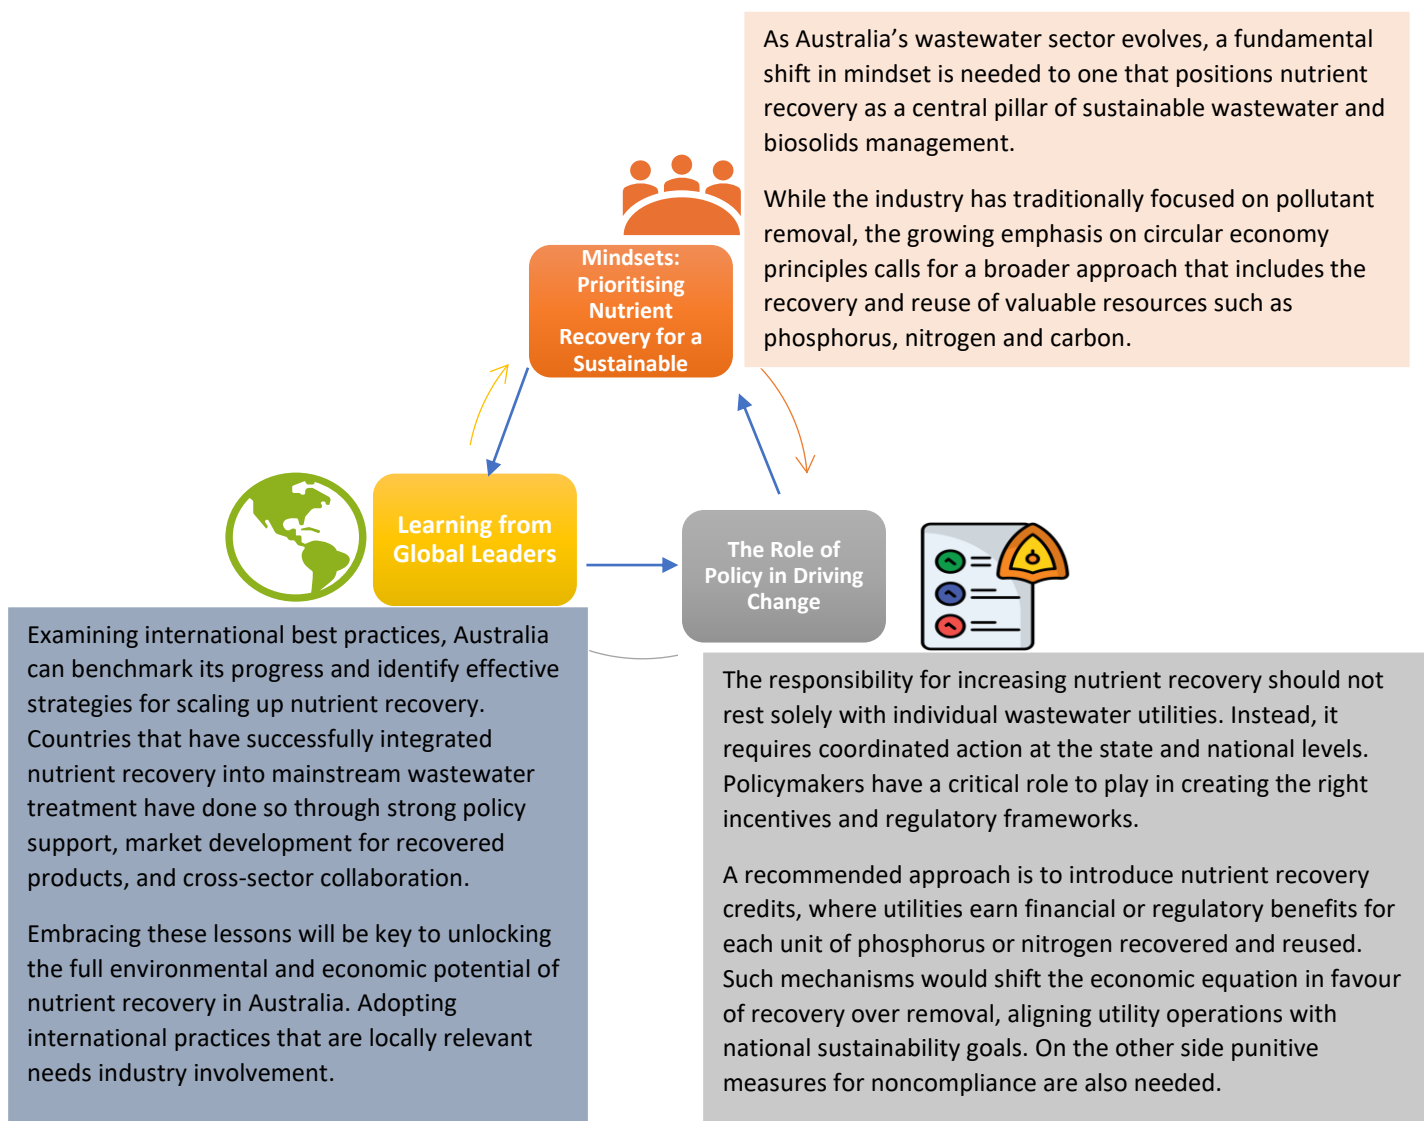 As Australia’s wastewater sector evolves, a fundamental
shift in mindset is needed to one that positions nutrient
recovery as a central pillar of sustainable wastewater and
biosolids management.
While the industry has traditionally focused on pollutant
removal, the growing emphasis on circular economy
principles calls for a broader approach that includes the
recovery and reuse of valuable resources such as
phosphorus, nitrogen and carbon.
Mindsets:
Prioritising
Nutrient
Recovery for a
Sustainable
Learning from
Global Leaders
The Role of
Policy in Driving
Change
Examining international best practices, Australia
can benchmark its progress and identify effective
strategies for scaling up nutrient recovery.
Countries that have successfully integrated
nutrient recovery into mainstream wastewater
treatment have done so through strong policy
support, market development for recovered
products, and cross-sector collaboration.
Embracing these lessons will be key to unlocking
the full environmental and economic potential of
nutrient recovery in Australia. Adopting
international practices that are locally relevant
needs industry involvement.
The responsibility for increasing nutrient recovery should not
rest solely with individual wastewater utilities. Instead, it
requires coordinated action at the state and national levels.
Policymakers have a critical role to play in creating the right
incentives and regulatory frameworks.
A recommended approach is to introduce nutrient recovery
credits, where utilities earn financial or regulatory benefits for
each unit of phosphorus or nitrogen recovered and reused.
Such mechanisms would shift the economic equation in favour
of recovery over removal, aligning utility operations with
national sustainability goals. On the other side punitive
measures for noncompliance are also needed.